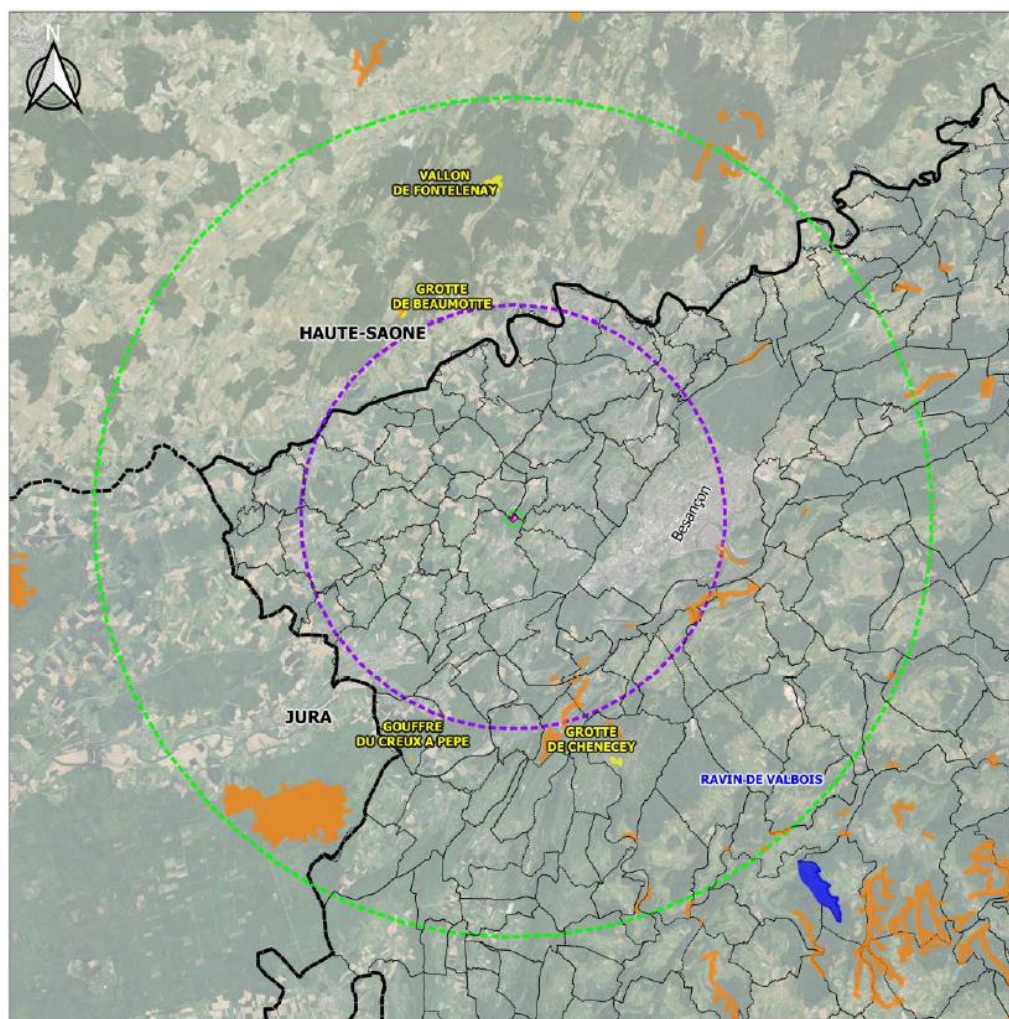 N
VALLON
DE FONTELENAY
GROTTE
DE BEAUMOTTE
HAUTE-SAONE
Besançon
JURA
GOUFFRE
DU CREUX A PEPE
GROTTE
DE CHENECEY
RAVIN DE VALBOIS